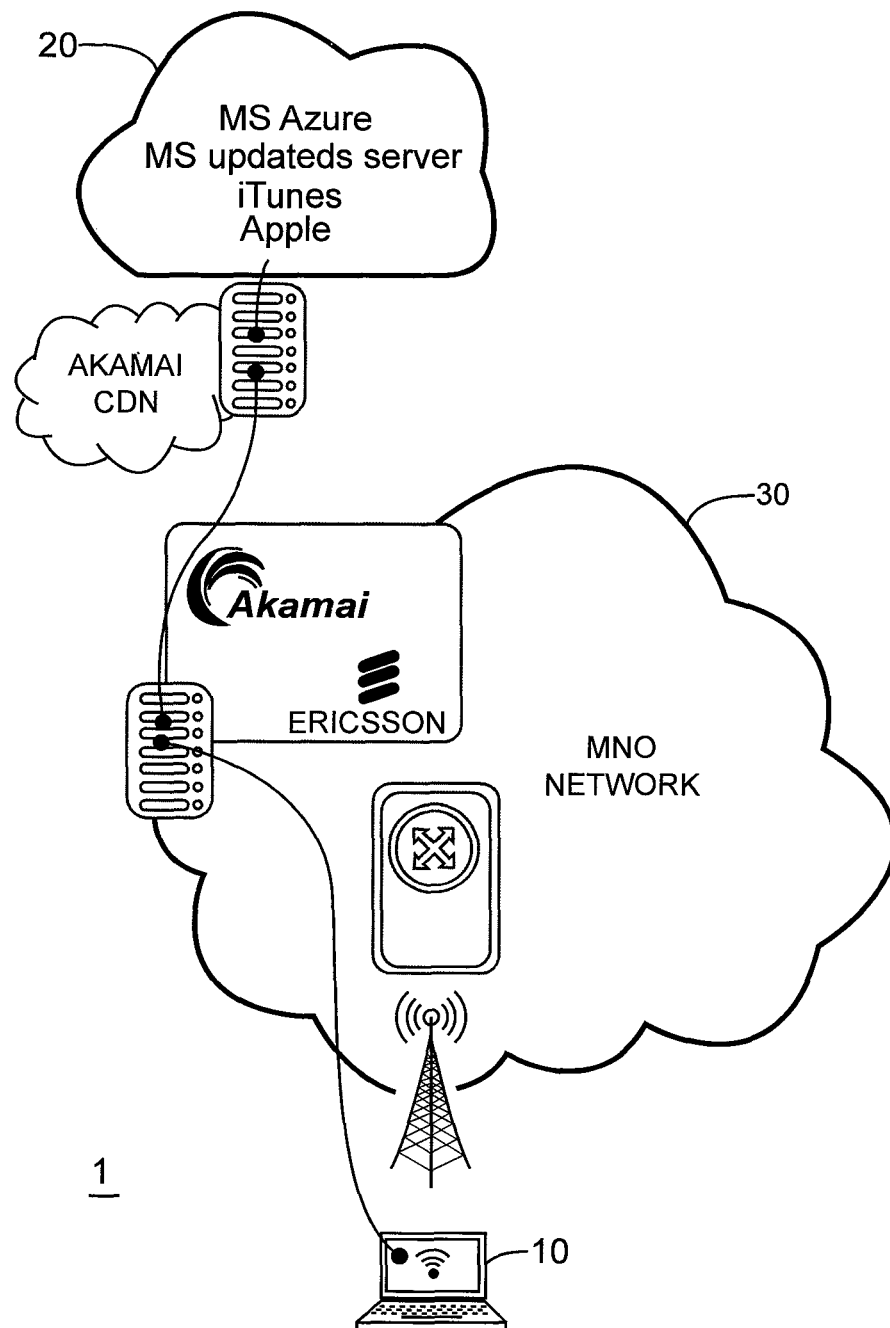 20
MS Azure
MS updateds server
iTunes
Apple
AKAMAI
CDN
30
Akamai
ERICSSON
MNO
NETWORK
1
10